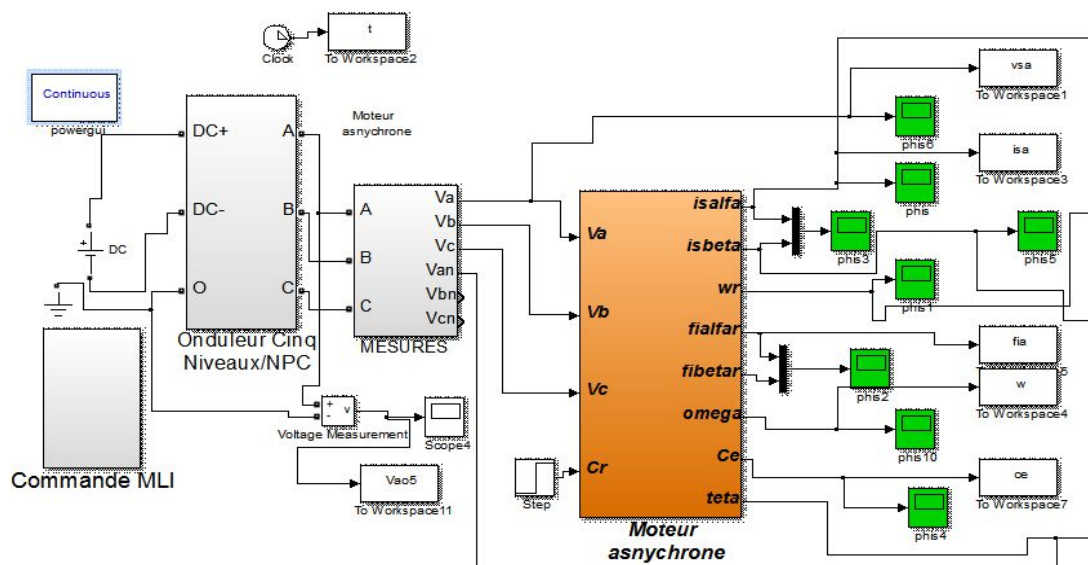 t
Clock
To Workspace2
Continuous
powergui
Moteur
asnychrone
vsa
To Workspace1
phis6
isa
To Workspace3
phis
DC+
DC-
O
A
B
C
DC
Onduleur Cinq
Niveaux/NPC
A
B
C
Va
Vb
Vc
Van
Vbn
Vcn
MESURES
Va
Vb
Vc
Cr
isalfa
isbeta
wr
fialfar
fibetar
omega
Ce
teta
Moteur
asnychrone
phis3
phis5
phis1
fia
phis2
w
To Workspace4
phis10
ce
To Workspace7
phis4
Commande MLI
+
-
v
Voltage Measurement
Scope4
Vao5
To Workspace11
Step